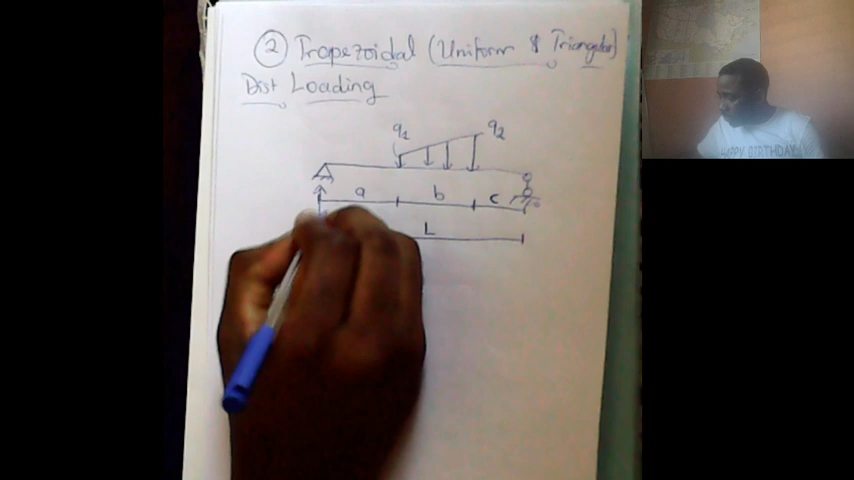 2 Trapezoidal (Uniform & Triangular)
Dist Loading
q1 q2
a b c
L
HAPPY BIRTHDAY